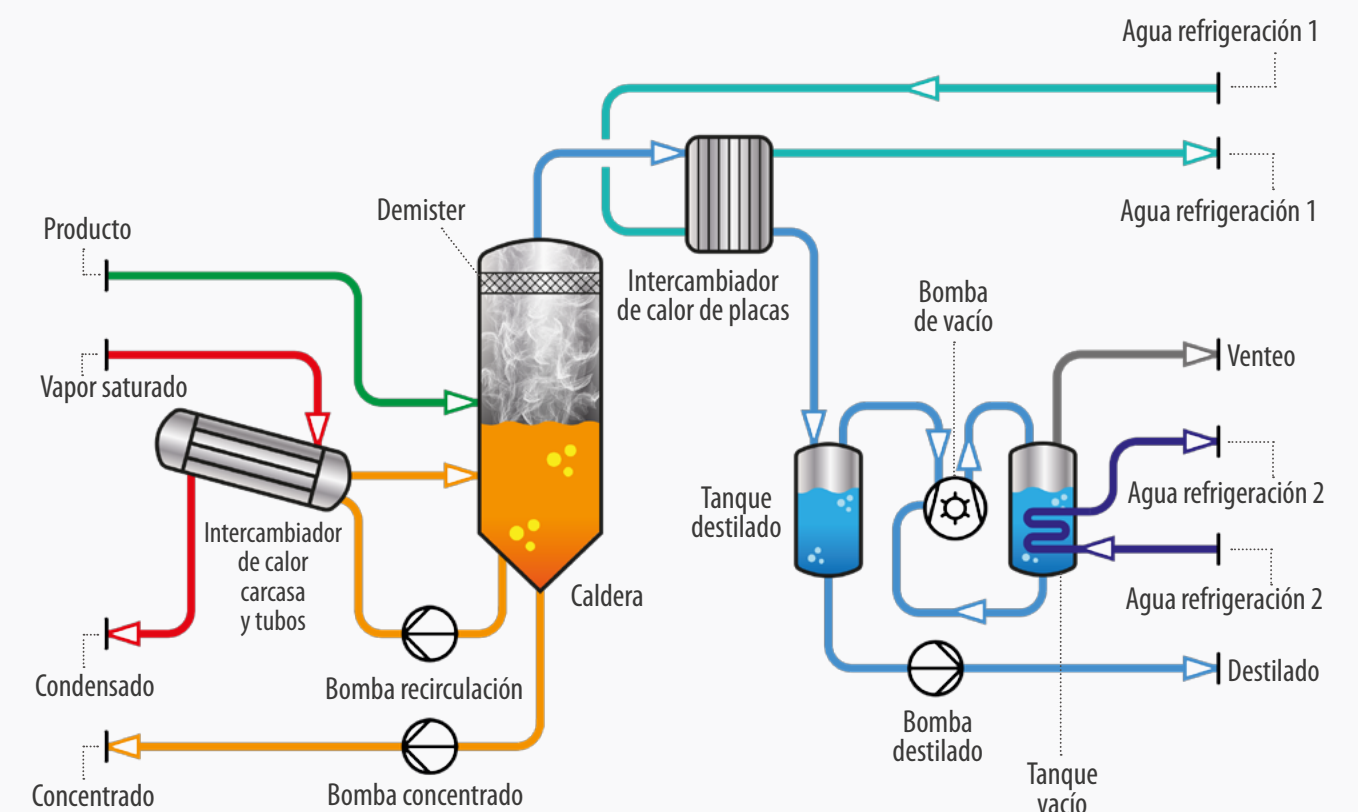 Agua refrigeración 1
Agua refrigeración 1
Producto
Demister
Vapor saturado
Intercambiador
de calor de placas
Bomba
de vacío
Venteo
Agua refrigeración 2
Tanque
destilado
Intercambiador
de calor
carcasa
y tubos
Caldera
Agua refrigeración 2
Condensado
Bomba recirculación
Destilado
Bomba
destilado
Concentrado
Bomba concentrado
Tanque
vacío